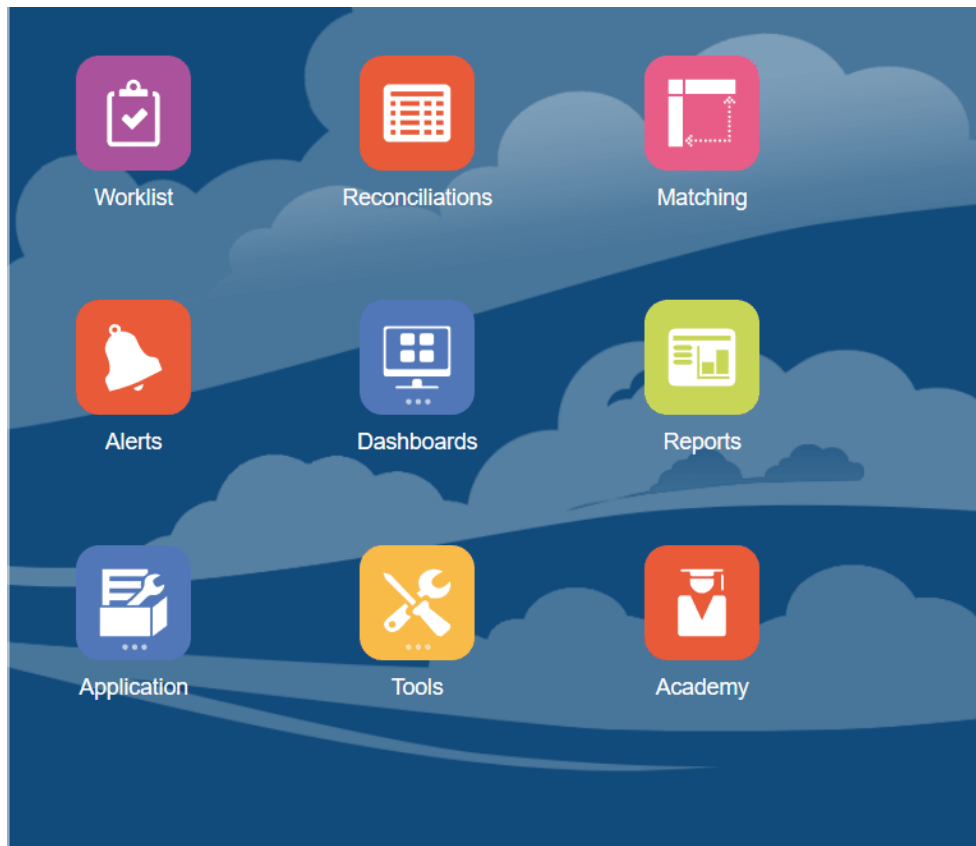 Worklist
Reconciliations
Matching
Alerts
Dashboards
Reports
Application
Tools
Academy